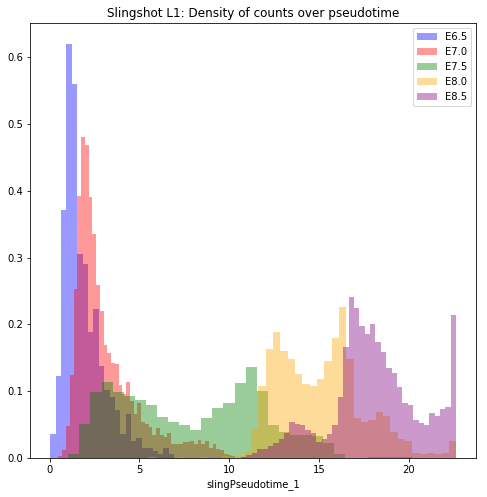 Slingshot L1: Density of counts over pseudotime
E6.5
E7.0
E7.5
E8.0
E8.5
0.6
0.5
0.4
0.3
0.2
0.1
0.0
0 5 10 15 20
slingPseudotime_1